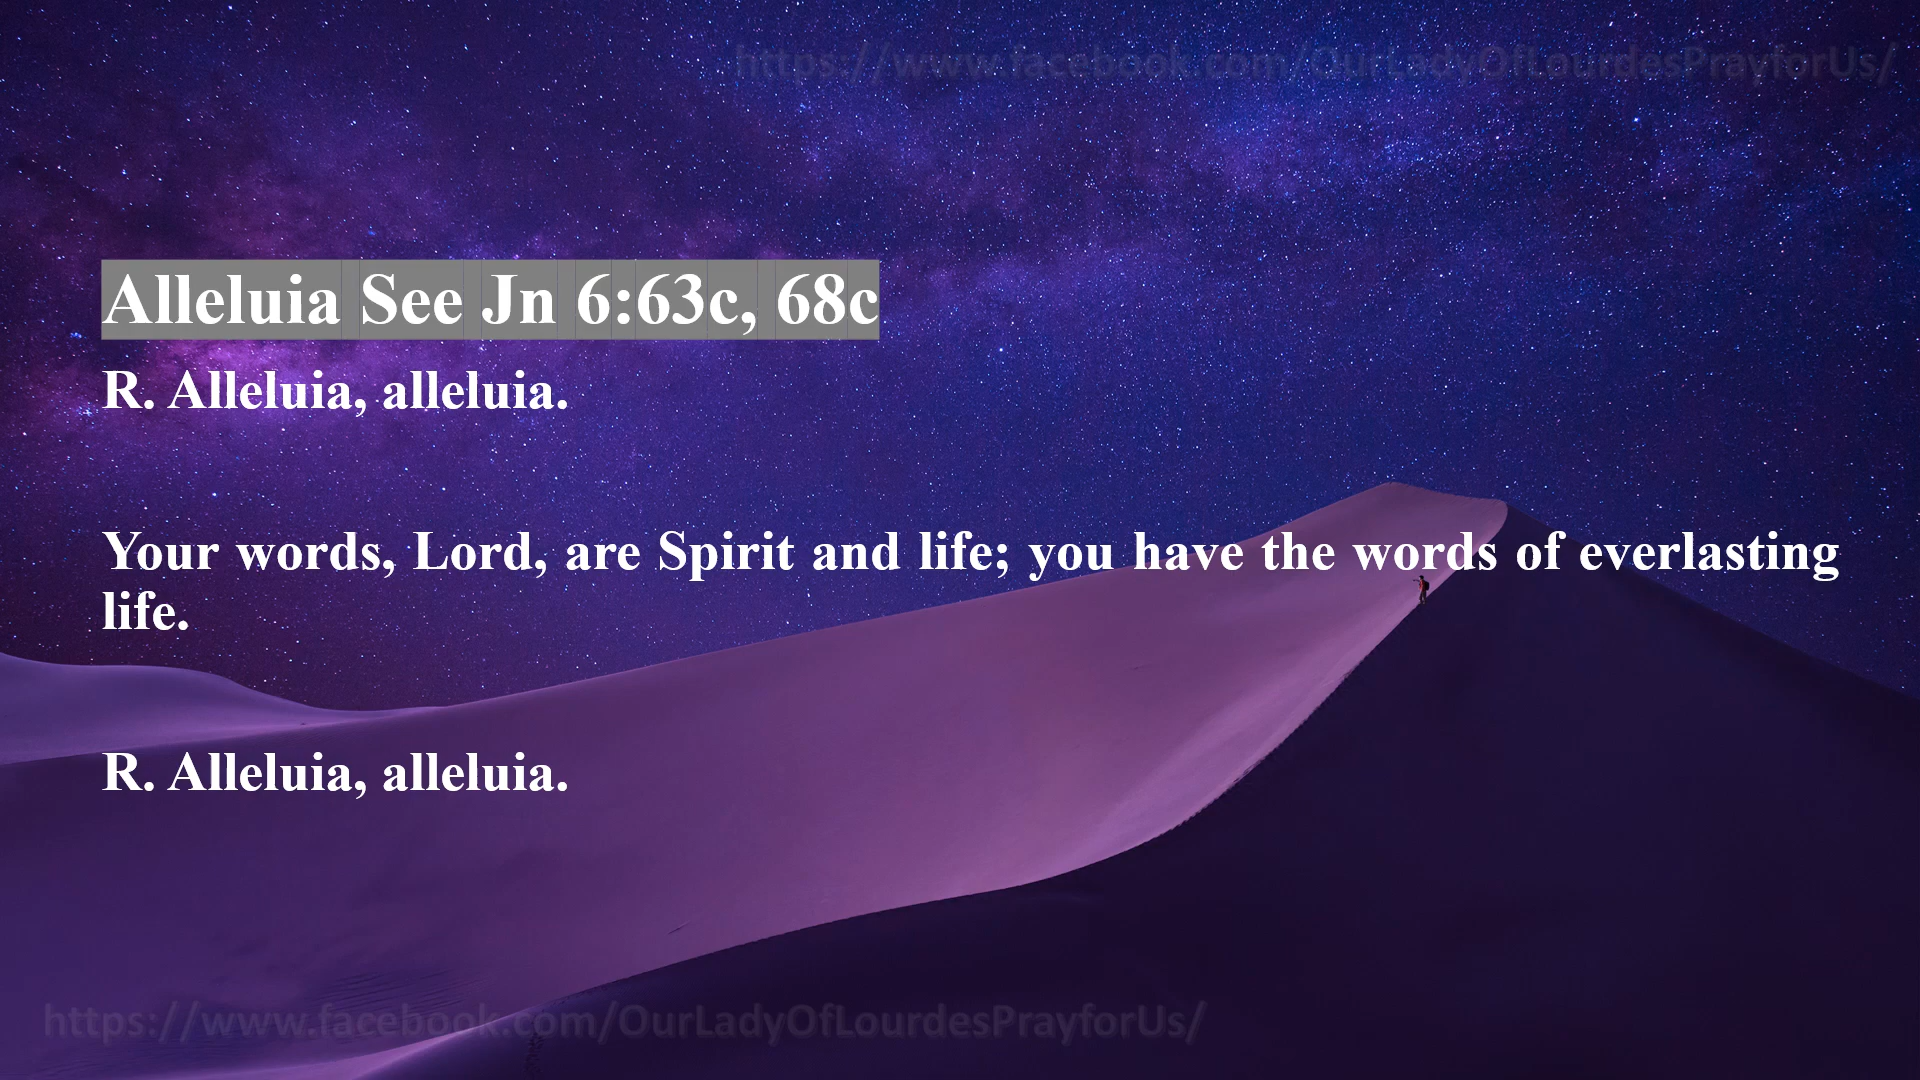 https://www.facebook.com/OurLadyOfLourdesPrayforUs/
Alleluia See Jn 6:63c, 68c
R. Alleluia, alleluia.
Your words, Lord, are Spirit and life; you have the words of everlasting
life.
R. Alleluia, alleluia.
https://www.facebook.com/OurLadyOfLourdesPrayforUs/